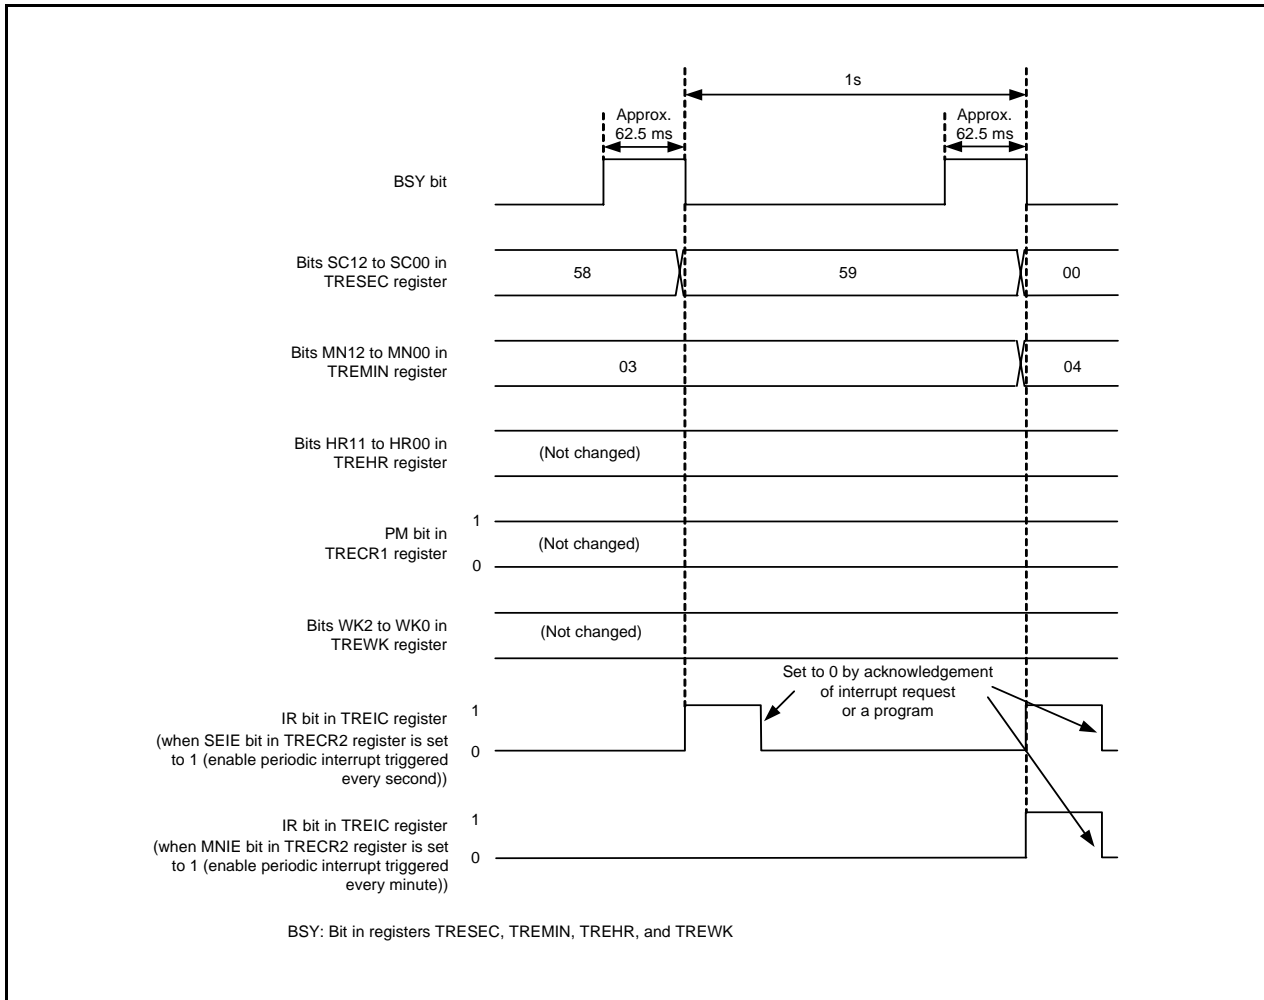 1s
Approx.
62.5 ms
Approx.
62.5 ms
BSY bit
Bits SC12 to SC00 in
TRESEC register
58
59
00
Bits MN12 to MN00 in
TREMIN register
03
04
Bits HR11 to HR00 in
TREHR register
(Not changed)
PM bit in
TRECR1 register
1
0
(Not changed)
Bits WK2 to WK0 in
TREWK register
(Not changed)
Set to 0 by acknowledgement
of interrupt request
or a program
IR bit in TREIC register
(when SEIE bit in TRECR2 register is set
to 1 (enable periodic interrupt triggered
every second))
1
0
IR bit in TREIC register
(when MNIE bit in TRECR2 register is set
to 1 (enable periodic interrupt triggered
every minute))
1
0
BSY: Bit in registers TRESEC, TREMIN, TREHR, and TREWK